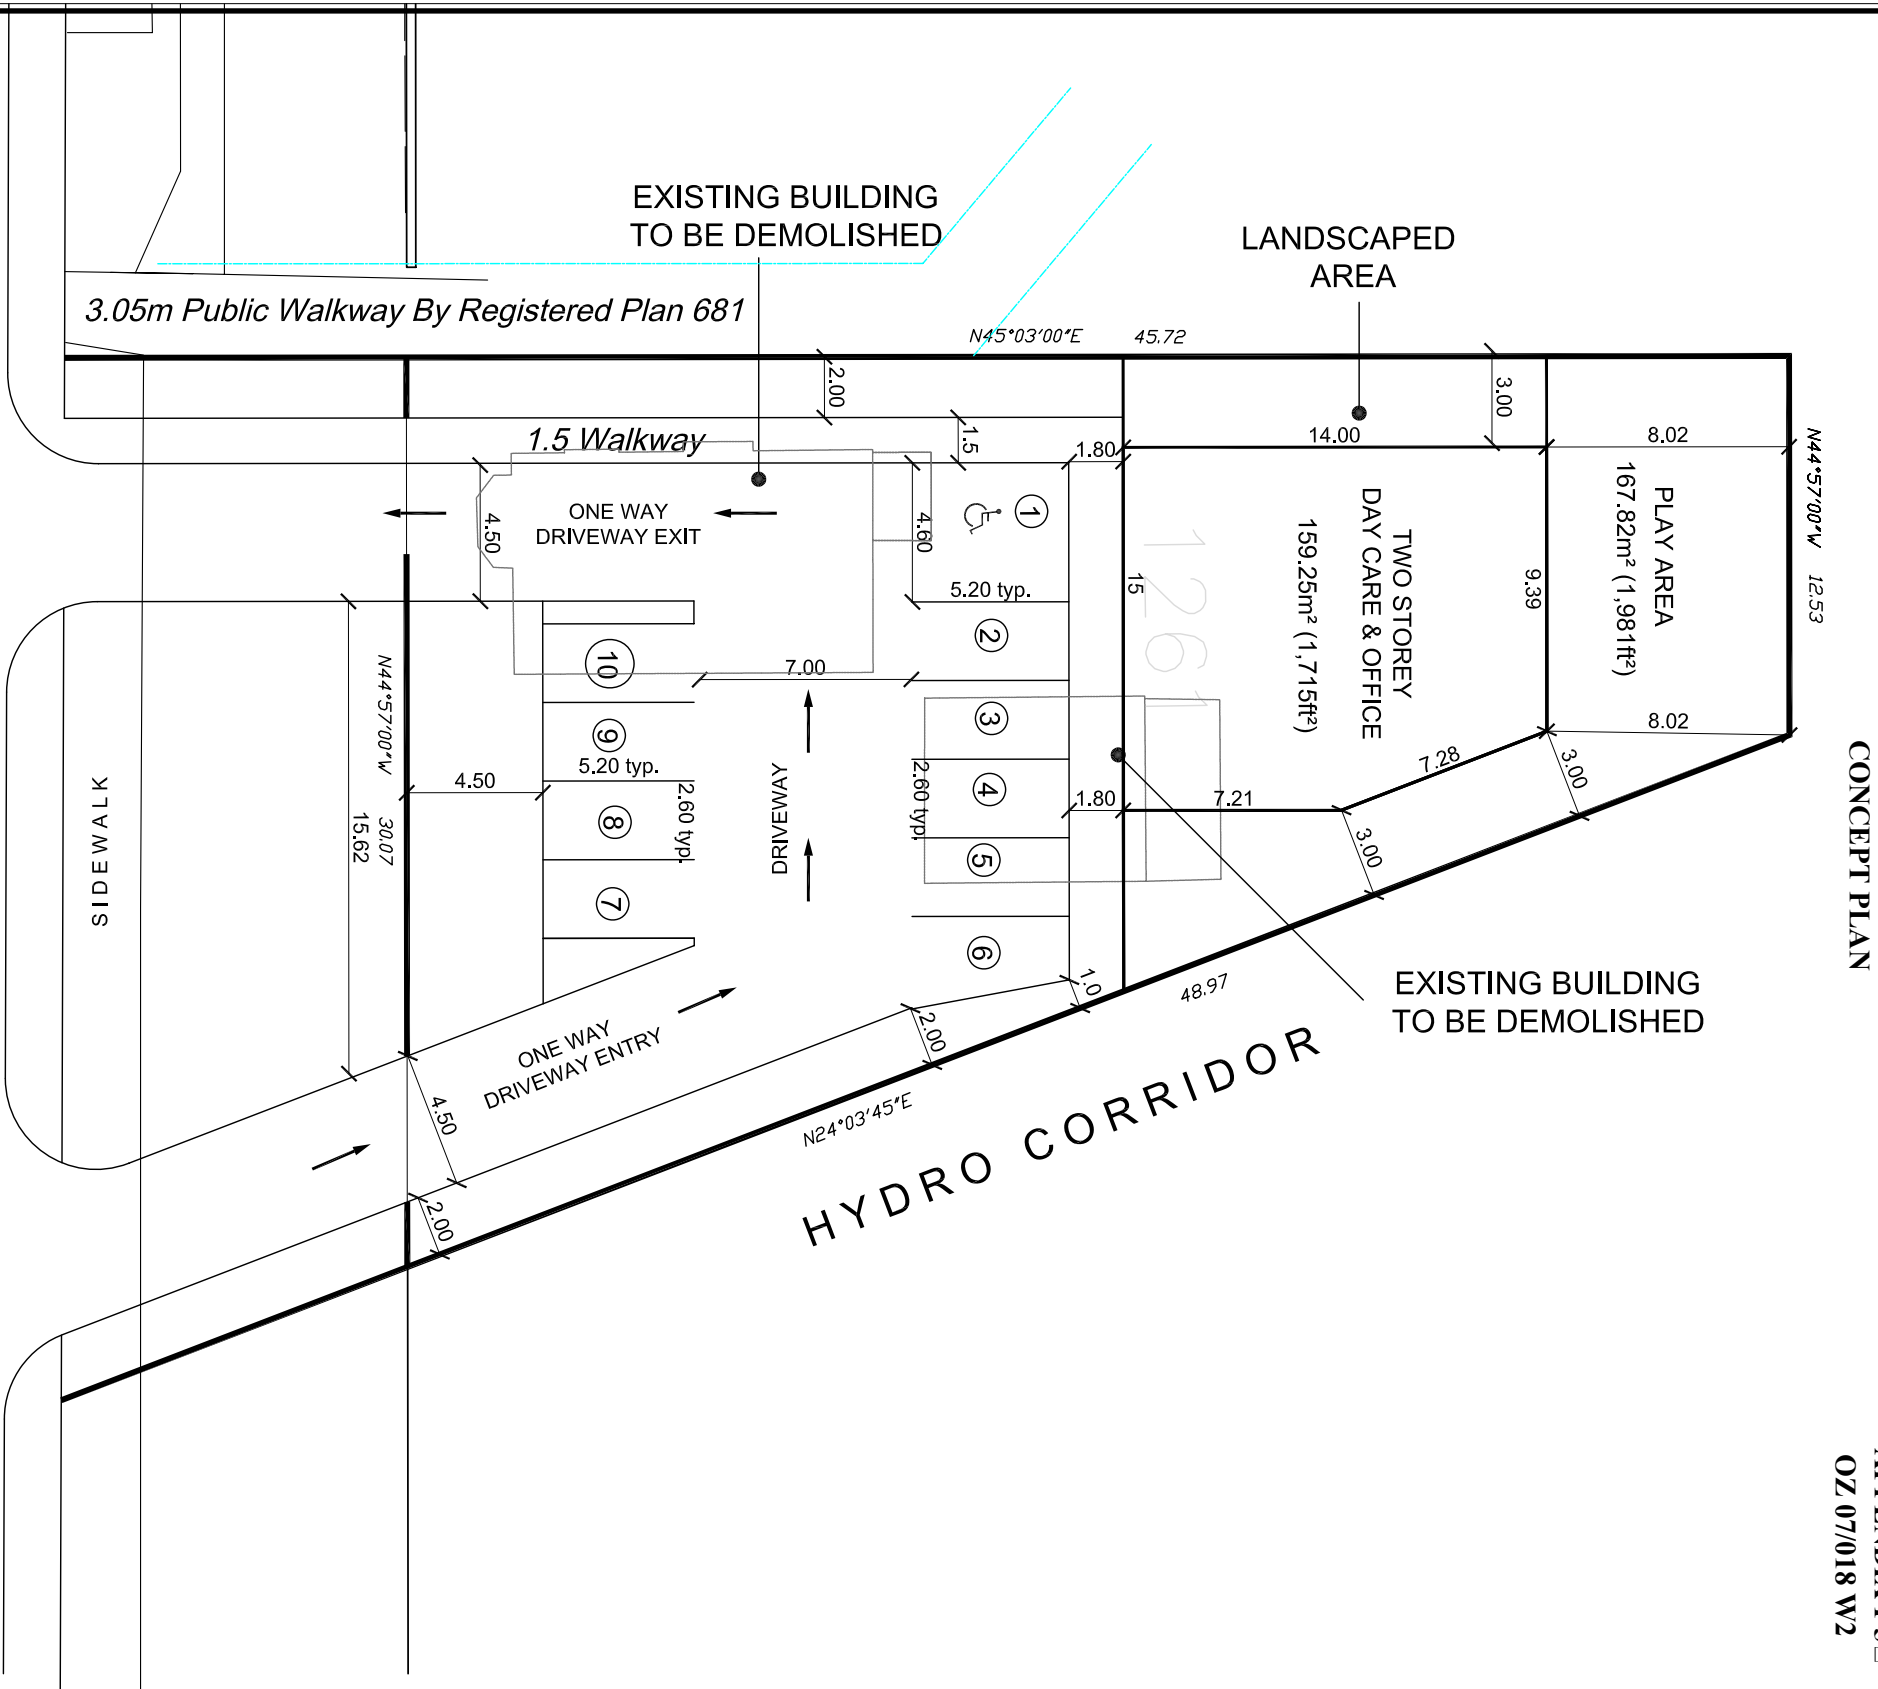 EXISTING BUILDING
TO BE DEMOLISHED
LANDSCAPED
AREA
3.05m Public Walkway By Registered Plan 681
N45°03'00"E
45.72
2.00
3.00
1.5 Walkway
1.5
1.80
14.00
8.02
N44°57'00"W
12.53
ONE WAY
DRIVEWAY EXIT
4.50
4.60
1
5.20 typ.
15
1261
TWO STOREY
DAY CARE & OFFICE
159.25m² (1,715ft²)
9.39
PLAY AREA
167.82m² (1,981ft²)
2
10
7.00
3
8.02
9
5.20 typ.
4.50
2.60 typ.
DRIVEWAY
2.60 typ.
4
1.80
7.21
7.28
3.00
3.00
N44°57'00"W
30.07
15.62
8
5
7
6
SIDEWALK
CONCEPT PLAN
1.0
48.97
EXISTING BUILDING
TO BE DEMOLISHED
ONE WAY
DRIVEWAY ENTRY
2.00
4.50
N24°03'45"E
HYDRO CORRIDOR
2.00
OZ 07/018 W2